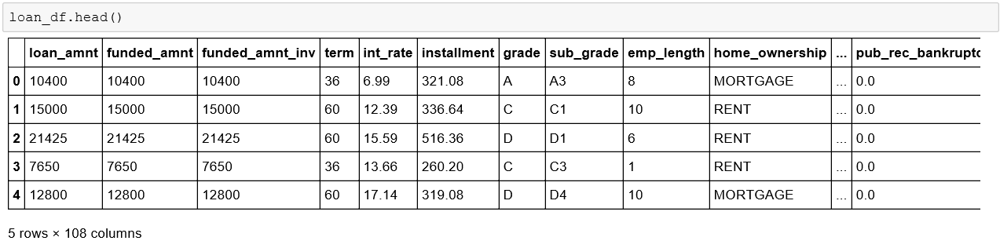 loan_df.head()
loan_amnt funded_amnt funded_amnt_inv term int_rate installment grade sub_grade emp_length home_ownership ... pub_rec_bankruptc
0 10400 10400 10400 36 6.99 321.08 A A3 8 MORTGAGE ... 0.0
1 15000 15000 15000 60 12.39 336.64 C C1 10 RENT ... 0.0
2 21425 21425 21425 60 15.59 516.36 D D1 6 RENT ... 0.0
3 7650 7650 7650 36 13.66 260.20 C C3 1 RENT ... 0.0
4 12800 12800 12800 60 17.14 319.08 D D4 10 MORTGAGE ... 0.0
5 rows × 108 columns